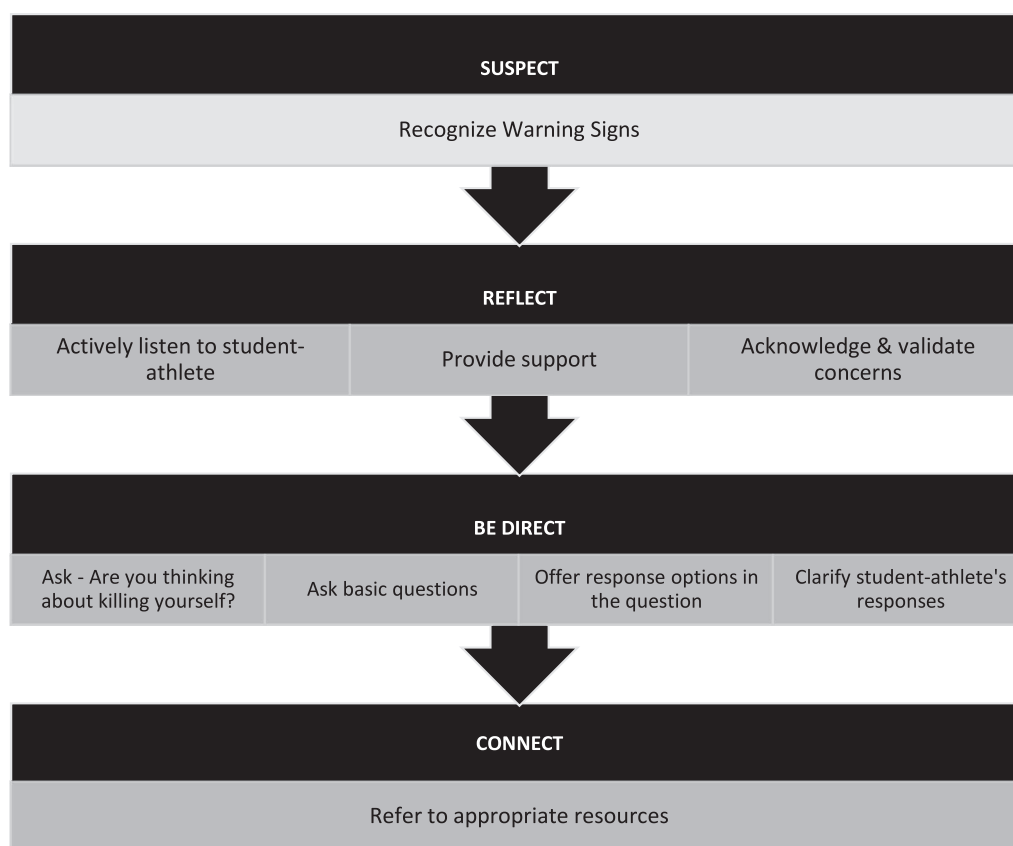 SUSPECT
Recognize Warning Signs
REFLECT
Actively listen to student-
athlete
Provide support
Acknowledge & validate
concerns
BE DIRECT
Ask - Are you thinking
about killing yourself?
Ask basic questions
Offer response options in
the question
Clarify student-athlete's
responses
CONNECT
Refer to appropriate resources